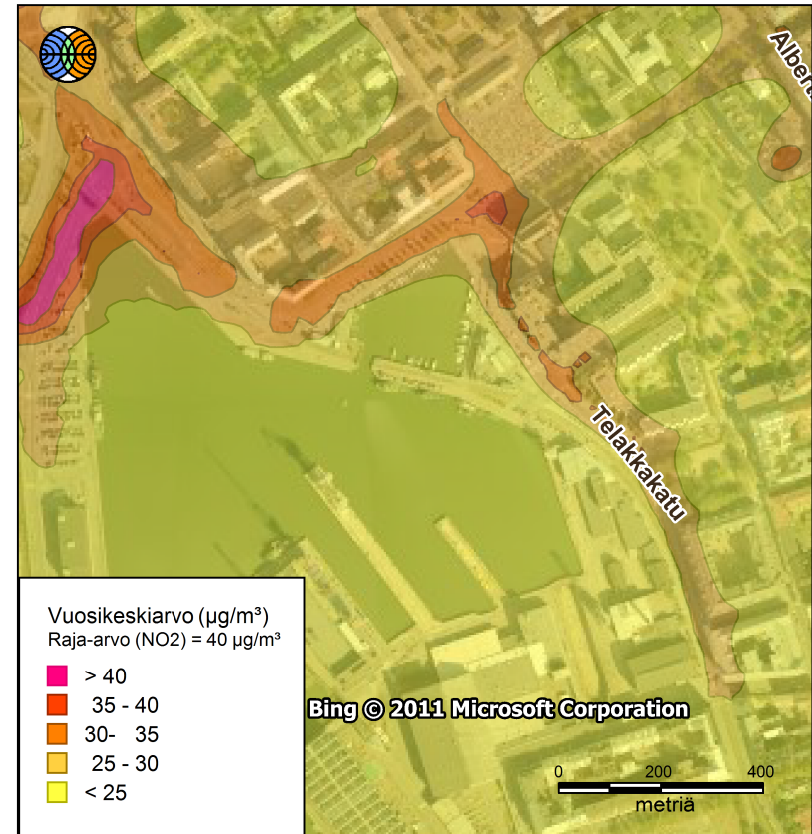 Albert
Telakkakatu
Vuosikeskiarvo (µg/m³)
Raja-arvo (NO2) = 40 µg/m³
> 40
35 - 40
30- 35
25 - 30
< 25
Bing © 2011 Microsoft Corporation
0 200 400
metriä